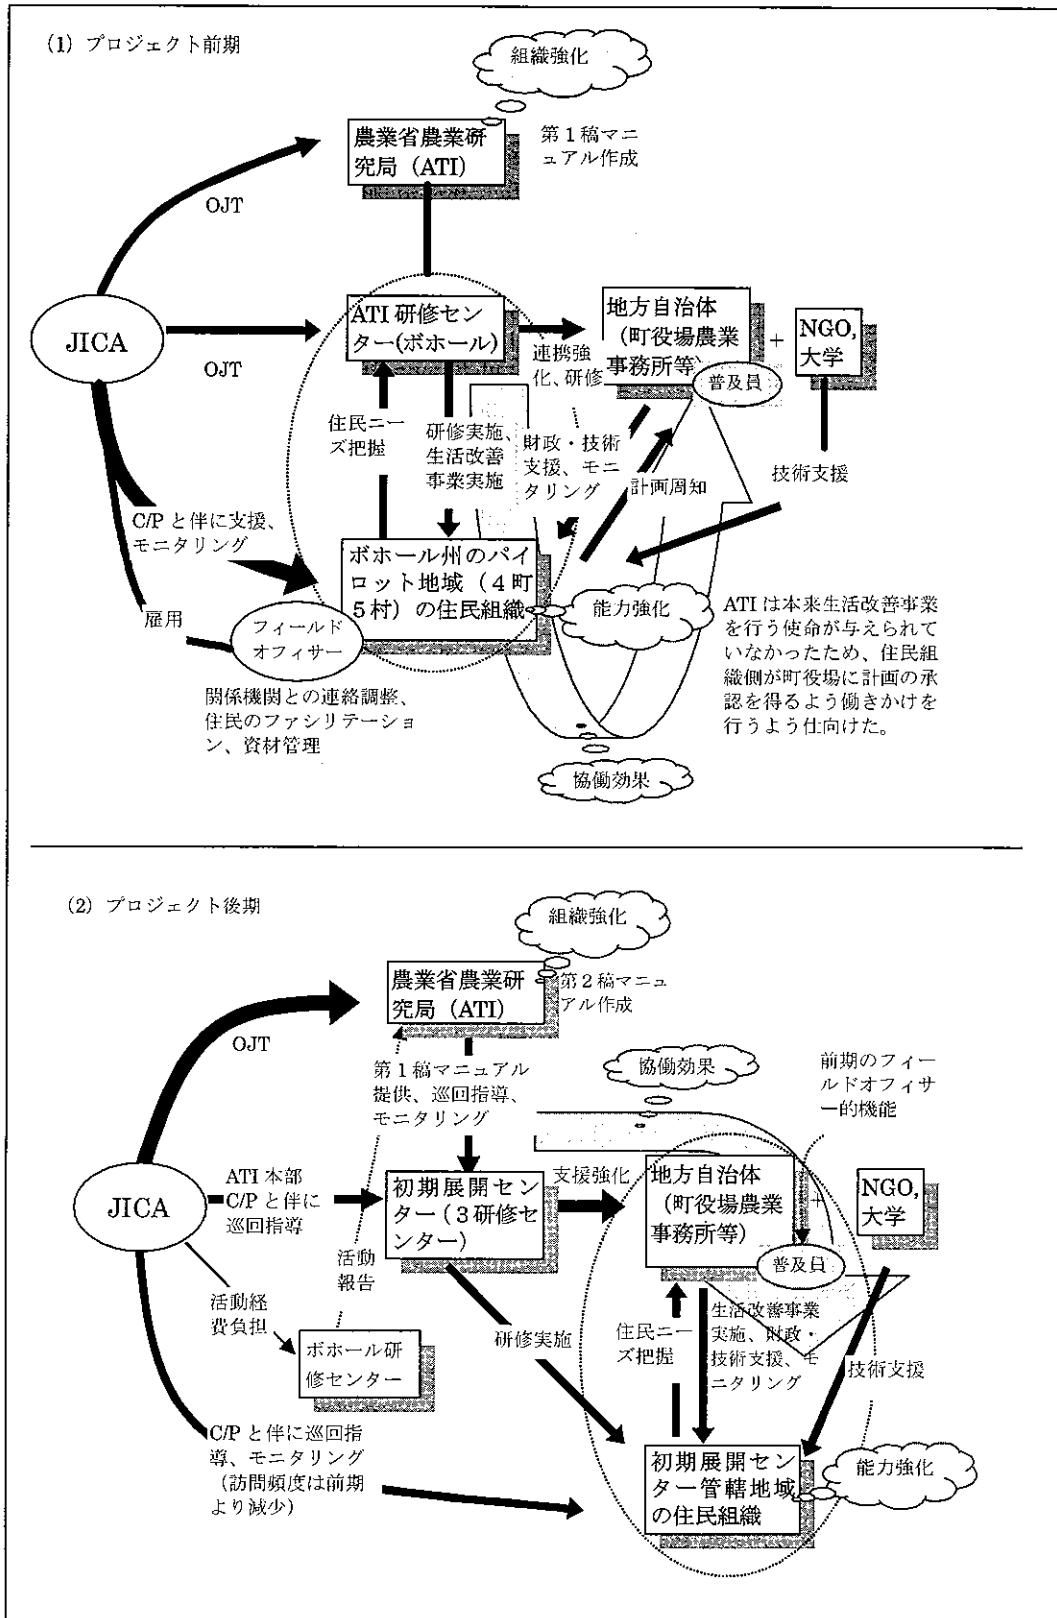 (1) プロジェクト前期
組織強化
農業省農業研
究局（ATI）
第１稿マニ
ュアル作成
OJT
JICA
ATI 研修セン
ター(ボホール)
地方自治体
（町役場農業
事務所等）
普及員
+
NGO,
大学
OJT
連携強
化、研修
住民ニー
ズ把握
研修実施、
生活改善
事業実施
財政・技術
支援、モニ
タリング
計画周知
技術支援
C/P と伴に支援、
モニタリング
ボホール州のパイ
ロット地域（４町
５村）の住民組織
能力強化
雇用
フィールド
オフィサー
関係機関との連絡調整、
住民のファシリテーショ
ン、資材管理
ATI は本来生活改善事業
を行う使命が与えられて
いなかったため、住民組
織側が町役場に計画の承
認を得るよう働きかけを
行うよう仕向けた。
協働効果
(2) プロジェクト後期
組織強化
農業省農業研
究局（ATI）
第２稿マニュ
アル作成
OJT
第１稿マニュアル
提供、巡回指導、
モニタリング
協働効果
前期のフィー
ルドオフィサ
ー的機能
JICA
ATI 本部
C/P と伴に
巡回指導
初期展開セン
ター（３研修セ
ンター）
支援強化
地方自治体
（町役場農業
事務所等）
+
普及員
NGO,
大学
活動
報告
活動経
費負担
ボホール研
修センター
研修実施
住民ニー
ズ把握
生活改善事業
実施、財政・
技術支援、モ
ニタリング
技術支援
C/P と伴に巡回指
導、モニタリング
（訪問頻度は前期
より減少）
初期展開セン
ター管轄地域
の住民組織
能力強化